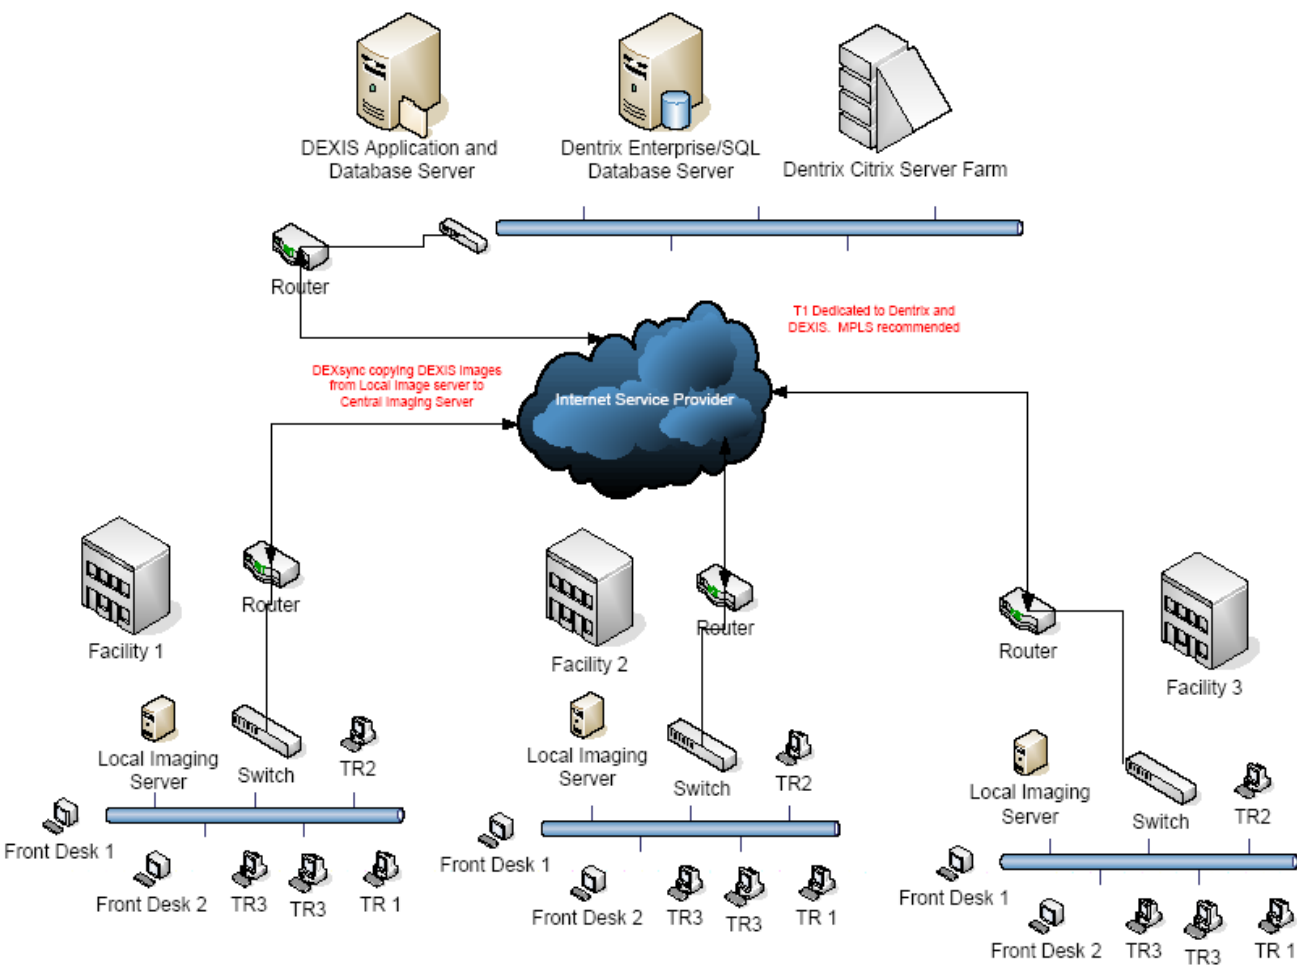 DEXIS Application and
Database Server
Dentrix Enterprise/SQL
Database Server
Dentrix Citrix Server Farm
Router
T1 Dedicated to Dentrix and
DEXIS. MPLS recommended
DEXsync copying DEXIS Images
from Local Image server to
Central Imaging Server
Internet Service Provider
Facility 1
Router
Facility 2
Router
Router
Facility 3
Local Imaging
Server
Switch
TR2
Front Desk 1
Front Desk 2
TR3
TR3
TR 1
Local Imaging
Server
Switch
TR2
Front Desk 1
Front Desk 2
TR3
TR3
TR 1
Local Imaging
Server
Switch
TR2
Front Desk 1
Front Desk 2
TR3
TR3
TR 1